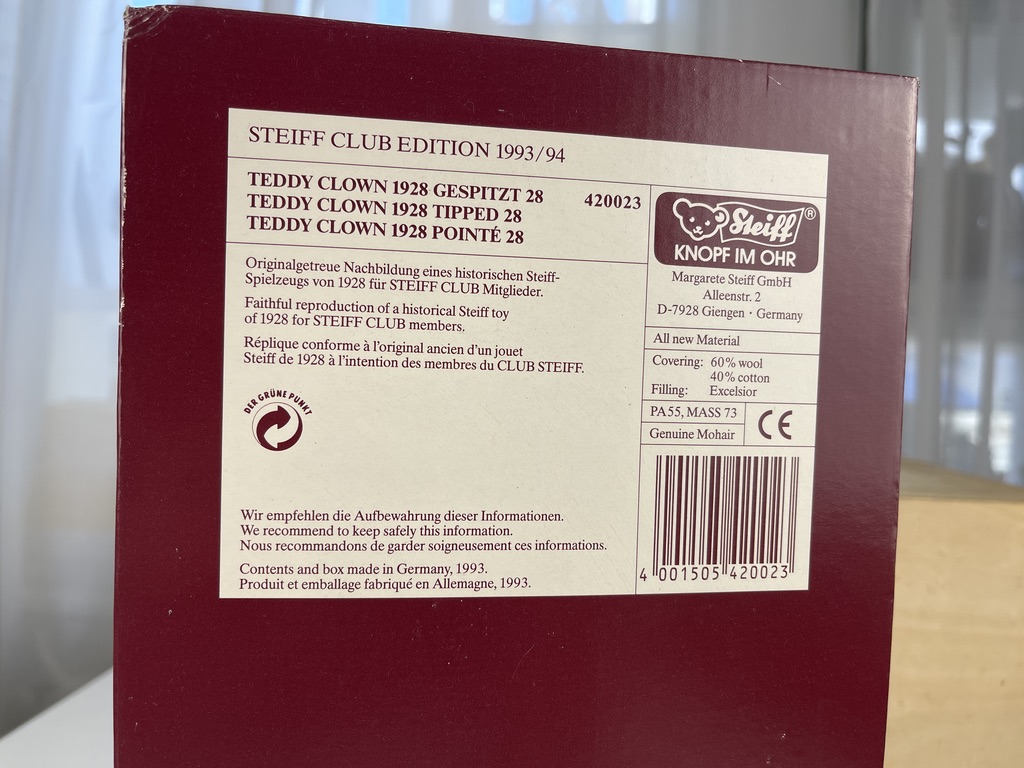 STEIFF CLUB EDITION 1993/94
TEDDY CLOWN 1928 GESPITZT 28 420023
TEDDY CLOWN 1928 TIPPED 28
TEDDY CLOWN 1928 POINTÉ 28
Originalgetreue Nachbildung eines historischen Steiff-
Spielzeugs von 1928 für STEIFF CLUB Mitglieder.
Faithful reproduction of a historical Steiff toy
of 1928 for STEIFF CLUB members.
Réplique conforme à l'original ancien d'un jouet
Steiff de 1928 à l'intention des membres du CLUB STEIFF.
DER GRÜNE PUNKT
Wir empfehlen die Aufbewahrung dieser Informationen.
We recommend to keep safely this information.
Nous recommandons de garder soigneusement ces informations.
Contents and box made in Germany, 1993.
Produit et emballage fabriqué en Allemagne, 1993.
Steiff ®
KNOPF IM OHR
Margarete Steiff GmbH
Alleenstr. 2
D-7928 Giengen · Germany
All new Material
Covering: 60% wool
40% cotton
Filling: Excelsior
PA55, MASS 73
Genuine Mohair
CE
4 001505 420023